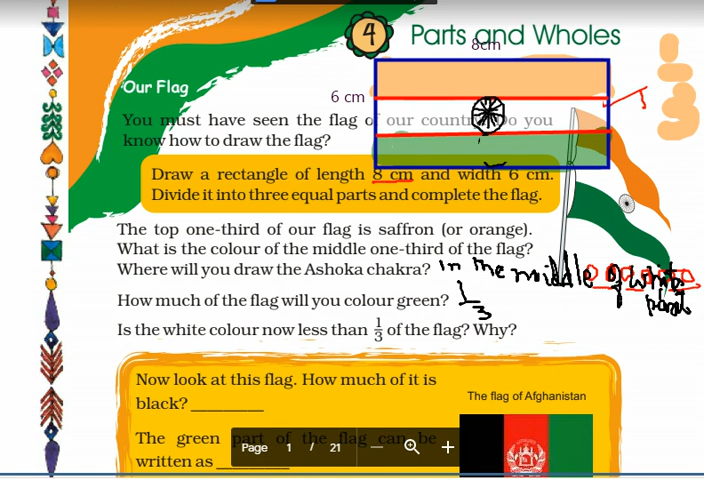 4 Parts and Wholes
8cm
Our Flag
6 cm
You must have seen the flag of our country. Do you
know how to draw the flag?
Draw a rectangle of length 8 cm and width 6 cm.
Divide it into three equal parts and complete the flag.
The top one-third of our flag is saffron (or orange).
What is the colour of the middle one-third of the flag?
Where will you draw the Ashoka chakra? in the middle of
How much of the flag will you colour green? 1/3
Is the white colour now less than 1/3 of the flag? Why?
Now look at this flag. How much of it is
black?
The flag of Afghanistan
The green part of the flag can be
written as
Page 1 / 21